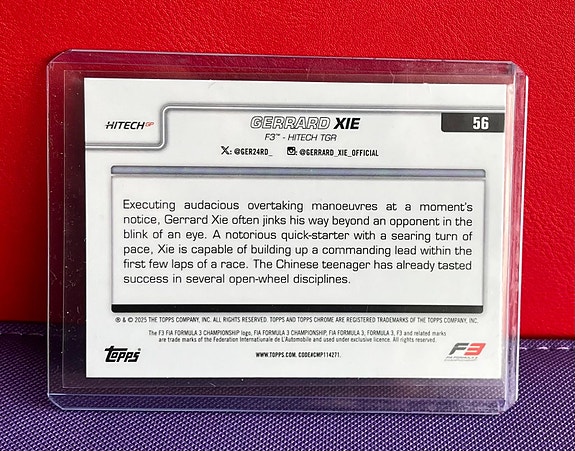 HITECH GP
GERRARD XIE
56
F3™ - HITECH TGR
X: @GER24RD_ : @GERRARD_XIE_OFFICIAL
Executing audacious overtaking manoeuvres at a moment's
notice, Gerrard Xie often jinks his way beyond an opponent in the
blink of an eye. A notorious quick-starter with a searing turn of
pace, Xie is capable of building up a commanding lead within the
first few laps of a race. The Chinese teenager has already tasted
success in several open-wheel disciplines.
® & © 2025 THE TOPPS COMPANY, INC. ALL RIGHTS RESERVED. TOPPS AND TOPPS CHROME ARE REGISTERED TRADEMARKS OF THE TOPPS COMPANY, INC.
The F3 FIA FORMULA 3 CHAMPIONSHIP logo, FIA FORMULA 3 CHAMPIONSHIP, FIA FORMULA 3, FORMULA 3, F3 and related marks
are trade marks of the Federation Internationale de L'Automobile and used under exclusive licence. All rights reserved.
Topps
WWW.TOPPS.COM. CODE#CMP114271.
F3